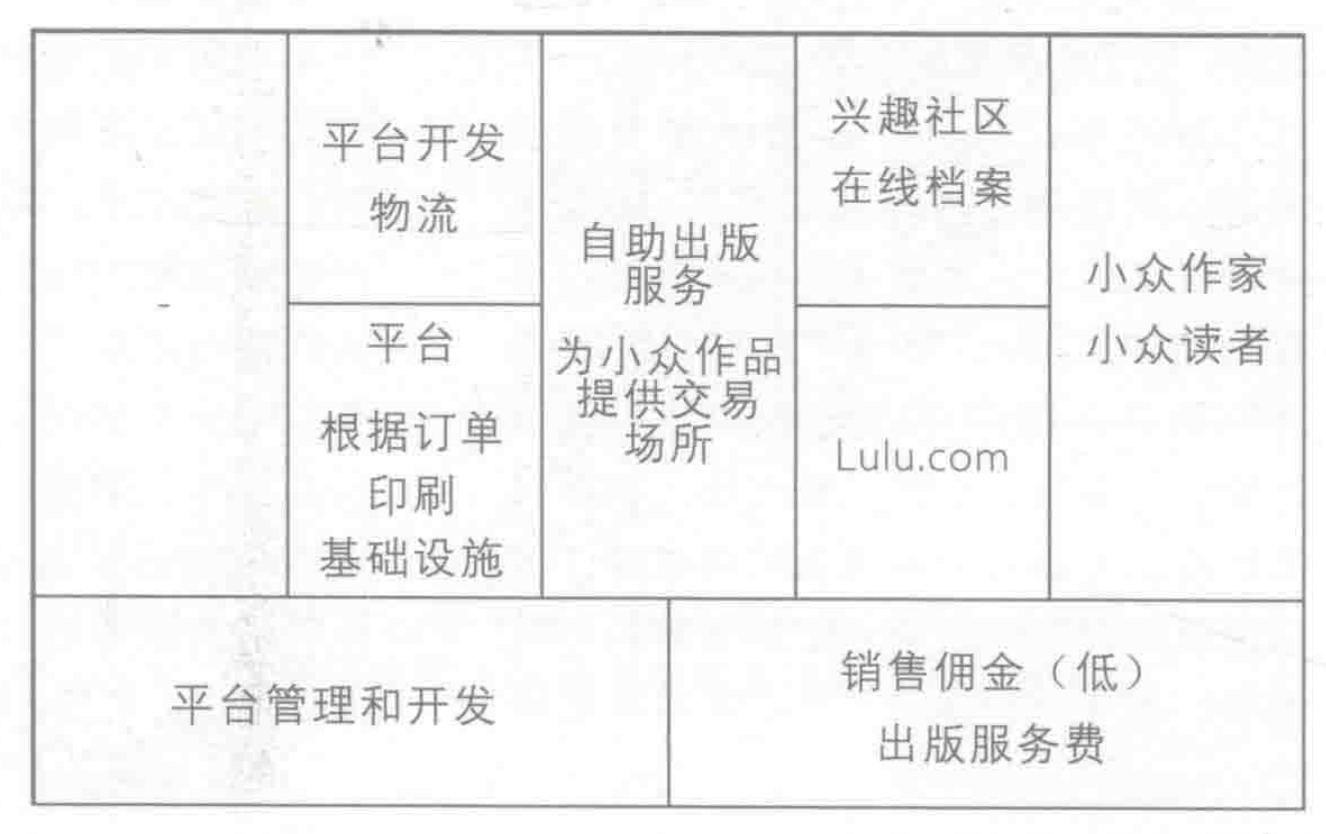 平台开发
物流
平台
根据订单
印刷
基础设施
自助出版
服务
为小众作品
提供交易
场所
兴趣社区
在线档案
Lulu.com
小众作家
小众读者
平台管理和开发
销售佣金（低）
出版服务费